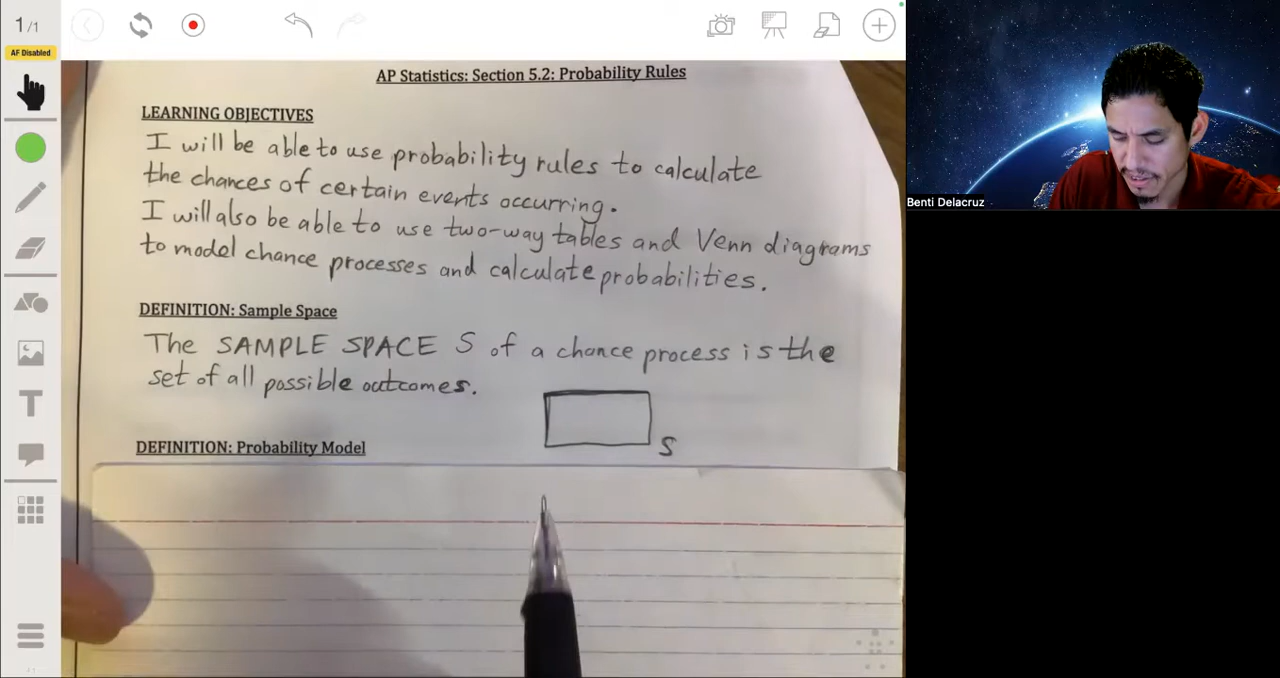 1/1
AF Disabled
AP Statistics: Section 5.2: Probability Rules
LEARNING OBJECTIVES
I will be able to use probability rules to calculate
the chances of certain events occurring.
I will also be able to use two-way tables and Venn diagrams
to model chance processes and calculate probabilities.
DEFINITION: Sample Space
The SAMPLE SPACE S of a chance process is the
set of all possible outcomes.
S
DEFINITION: Probability Model
T
Benti Delacruz